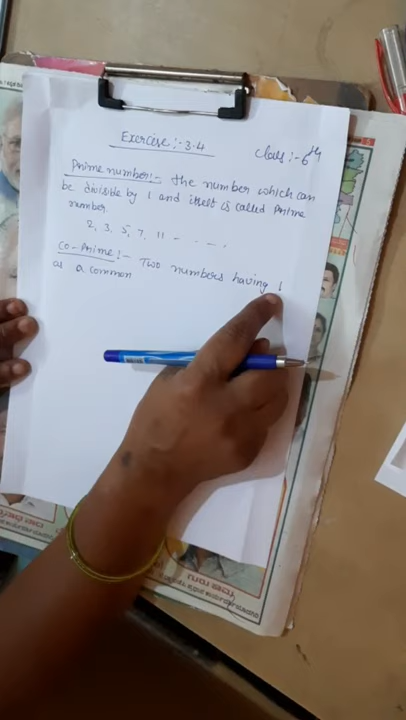 Exercise:- 3.4
Class:- 6th
Prime number:- the number which can
be divisible by 1 and itself is called Prime
number.
2, 3, 5, 7, 11 - . - - .
Co-Prime:- Two numbers having 1
as a common